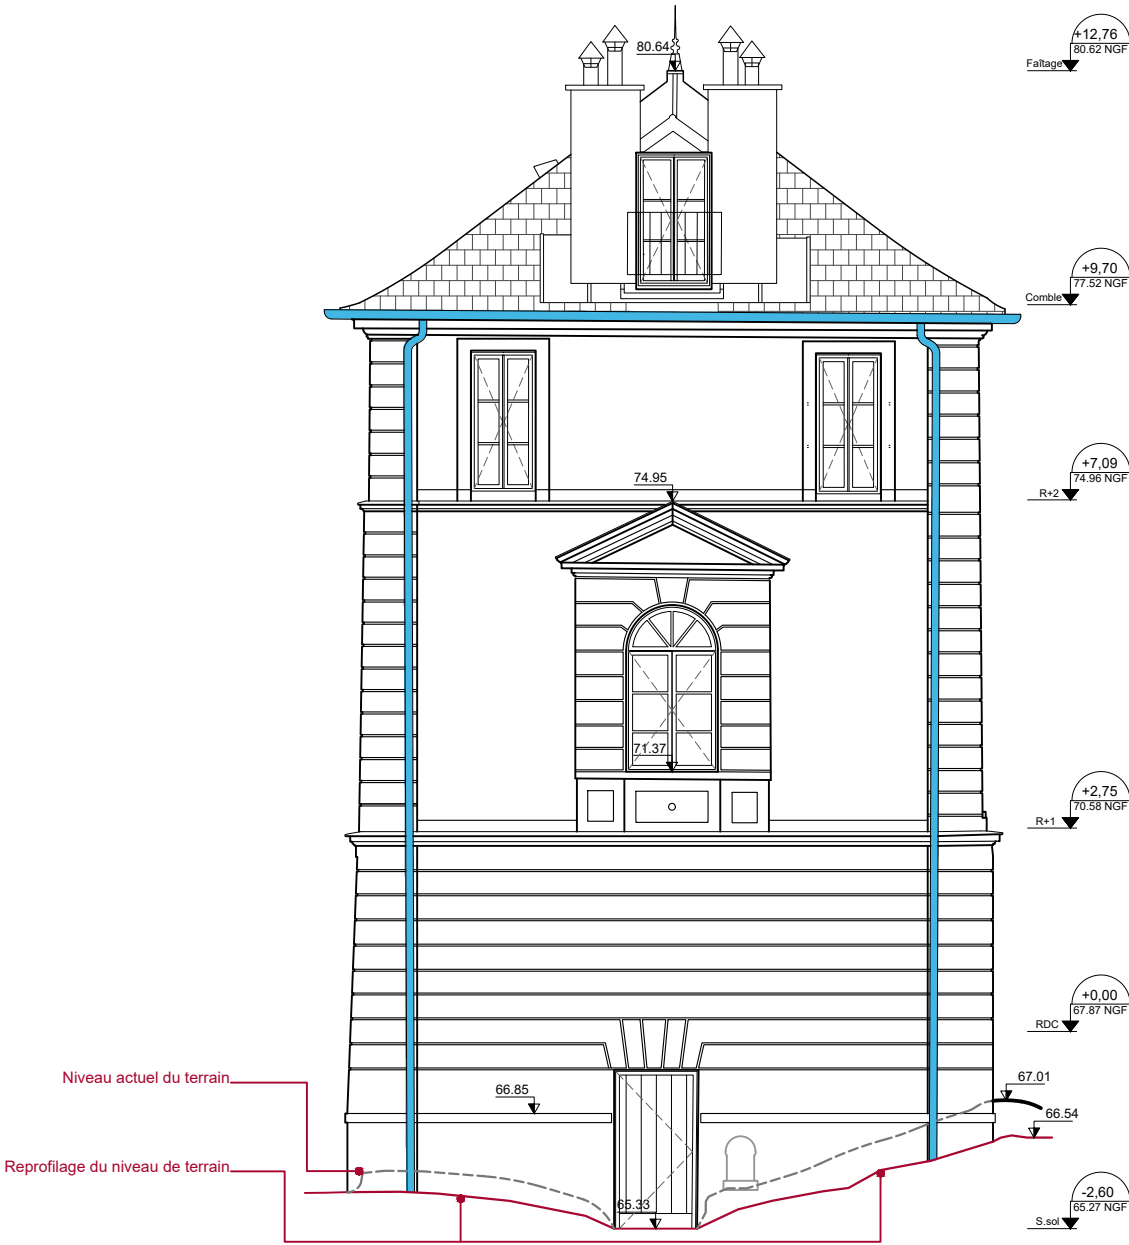 +12,76
80.62 NGF
Faîtage
80.64
+9,70
77.52 NGF
Comble
+7,09
74.96 NGF
R+2
74.95
71.37
+2,75
70.58 NGF
R+1
+0,00
67.87 NGF
RDC
Niveau actuel du terrain
66.85
67.01
66.54
Reprofilage du niveau de terrain
65.33
-2,60
65.27 NGF
S.sol